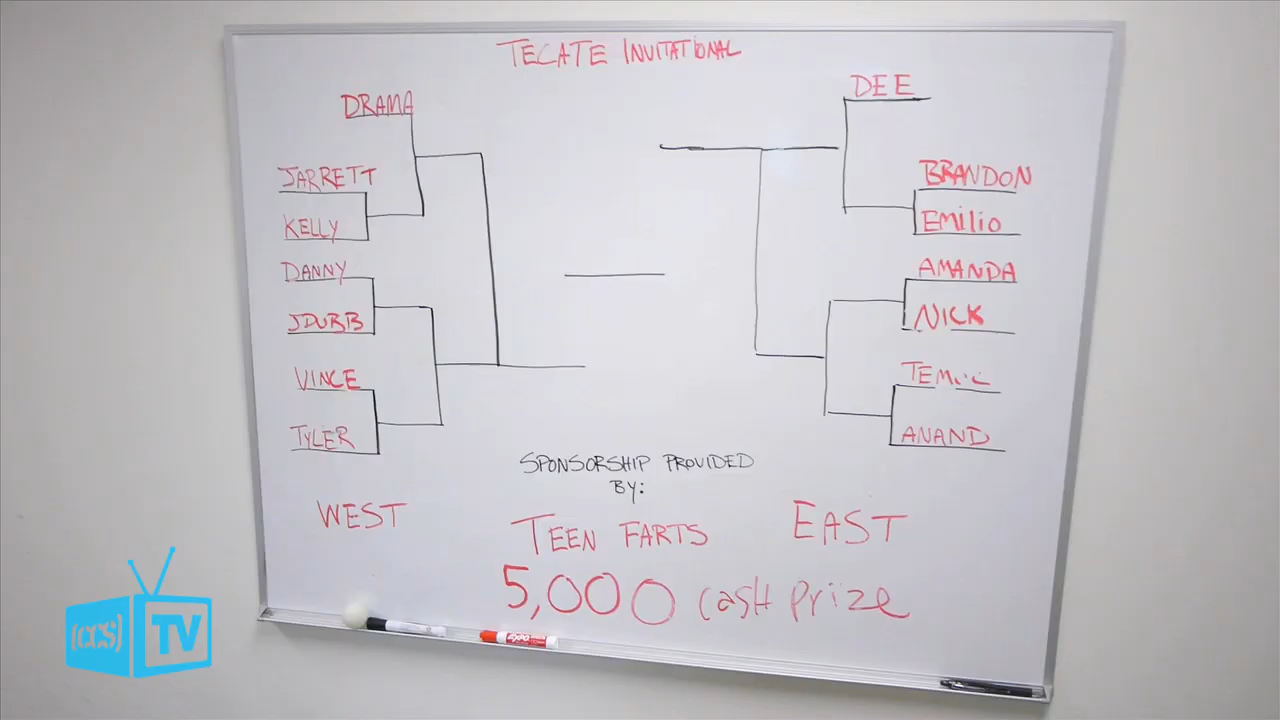 TECATE INVITATIONAL
DRAMA
JARRETT
KELLY
DANNY
JDUBB
VINCE
TYLER
WEST
DEE
BRANDON
EMILIO
AMANDA
NICK
ANAND
EAST
SPONSORSHIP PROVIDED
BY:
TEEN FARTS
5,000 cash prize
EXPO
(CCS)
TV